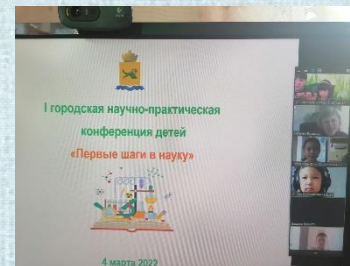 I городская научно-практическая
конференция детей
«Первые шаги в науку»
4 марта 2022